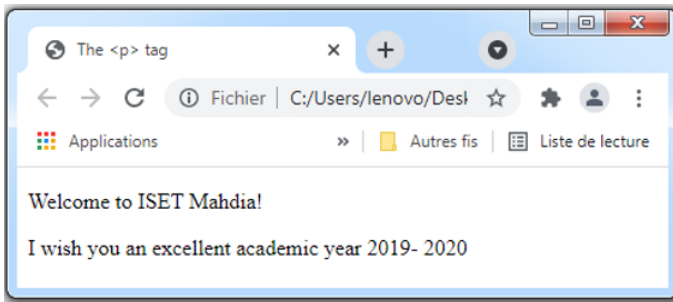 The <p> tag
Fichier C:/Users/lenovo/Desk
Applications » Autres fis Liste de lecture
Welcome to ISET Mahdia!
I wish you an excellent academic year 2019- 2020